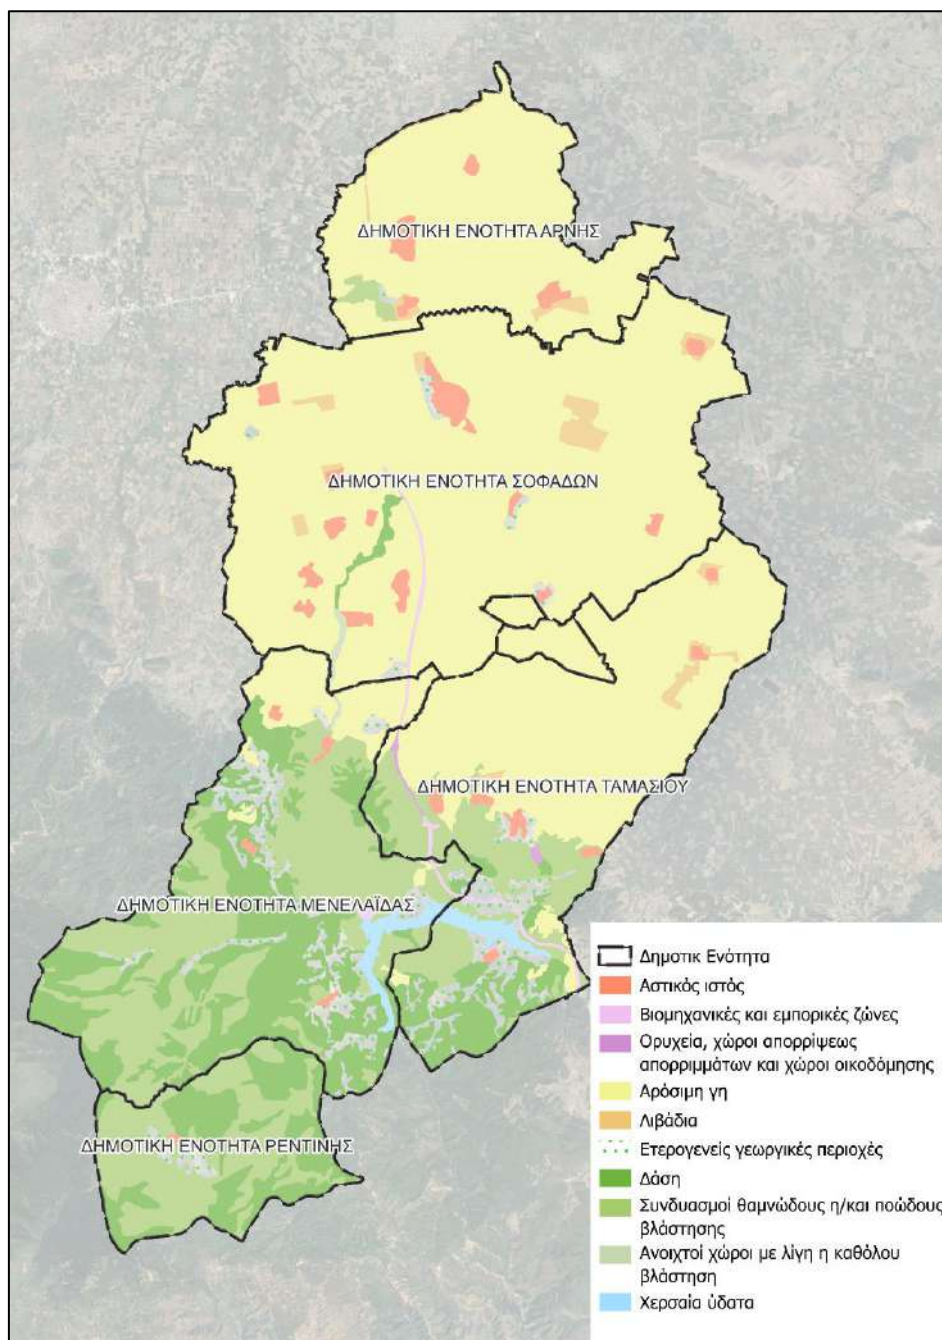 ΔΗΜΟΤΙΚΗ ΕΝΟΤΗΤΑ ΑΡΝΗΣ
ΔΗΜΟΤΙΚΗ ΕΝΟΤΗΤΑ ΣΟΦΑΔΩΝ
ΔΗΜΟΤΙΚΗ ΕΝΟΤΗΤΑ ΤΑΜΑΣΙΟΥ
ΔΗΜΟΤΙΚΗ ΕΝΟΤΗΤΑ ΜΕΝΕΛΑΪΔΑΣ
ΔΗΜΟΤΙΚΗ ΕΝΟΤΗΤΑ ΡΕΝΤΙΝΗΣ
Δημοτικ Ενότητα
Αστικός ιστός
Βιομηχανικές και εμπορικές ζώνες
Ορυχεία, χώροι απορρίψεως
απορριμμάτων και χώροι οικοδόμησης
Αρόσιμη γη
Λιβάδια
Ετερογενείς γεωργικές περιοχές
Δάση
Συνδυασμοί θαμνώδους η/και ποώδους
βλάστησης
Ανοιχτοί χώροι με λίγη η καθόλου
βλάστηση
Χερσαία ύδατα